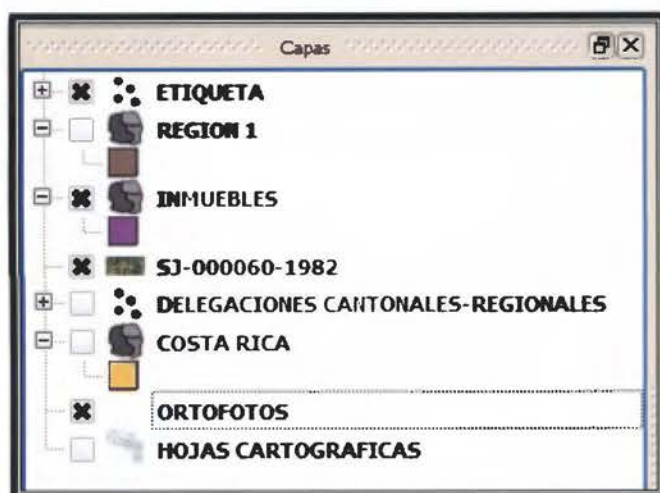 Capas
ETIQUETA
REGION 1
INMUEBLES
SJ-000060-1982
DELEGACIONES CANTONALES-REGIONALES
COSTA RICA
ORTOFOTOS
HOJAS CARTOGRAFICAS